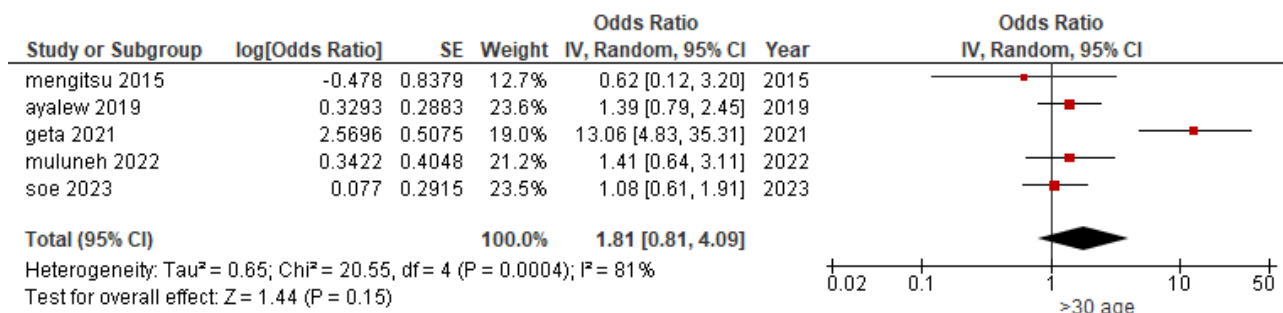 Odds Ratio Odds Ratio
Study or Subgroup log[Odds Ratio] SE Weight IV, Random, 95% CI Year IV, Random, 95% CI
mengitsu 2015 -0.478 0.8379 12.7% 0.62 [0.12, 3.20] 2015
ayalew 2019 0.3293 0.2883 23.6% 1.39 [0.79, 2.45] 2019
geta 2021 2.5696 0.5075 19.0% 13.06 [4.83, 35.31] 2021
muluneh 2022 0.3422 0.4048 21.2% 1.41 [0.64, 3.11] 2022
soe 2023 0.077 0.2915 23.5% 1.08 [0.61, 1.91] 2023
Total (95% CI) 100.0% 1.81 [0.81, 4.09]
Heterogeneity: Tau² = 0.65; Chi² = 20.55, df = 4 (P = 0.0004); I² = 81%
Test for overall effect: Z = 1.44 (P = 0.15)
0.02 0.1 1 10 50
>30 age